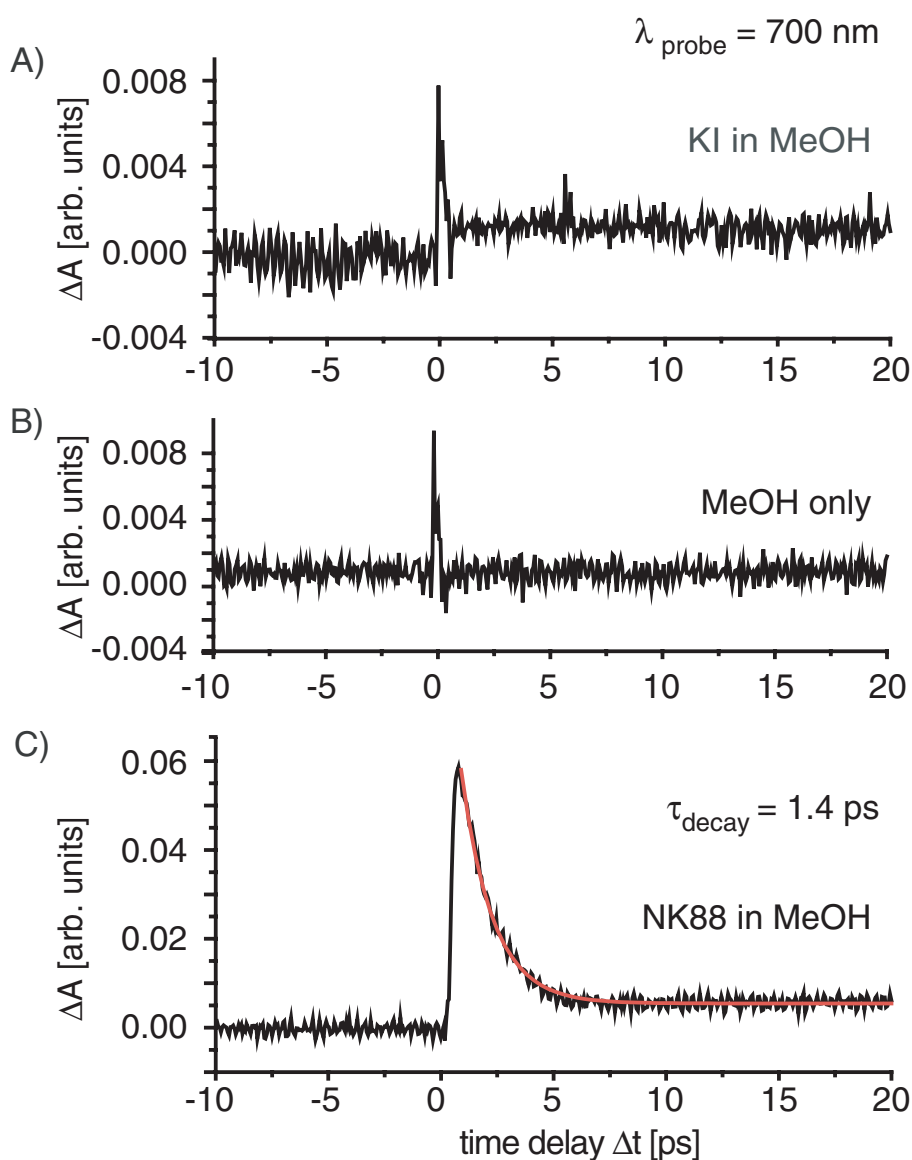 λ probe = 700 nm
A)
0.008
0.004
0.000
-0.004
ΔA [arb. units]
KI in MeOH
-10 -5 0 5 10 15 20
B)
0.008
0.004
0.000
-0.004
ΔA [arb. units]
MeOH only
-10 -5 0 5 10 15 20
C)
0.06
0.04
0.02
0.00
ΔA [arb. units]
τdecay = 1.4 ps
NK88 in MeOH
-10 -5 0 5 10 15 20
time delay Δt [ps]